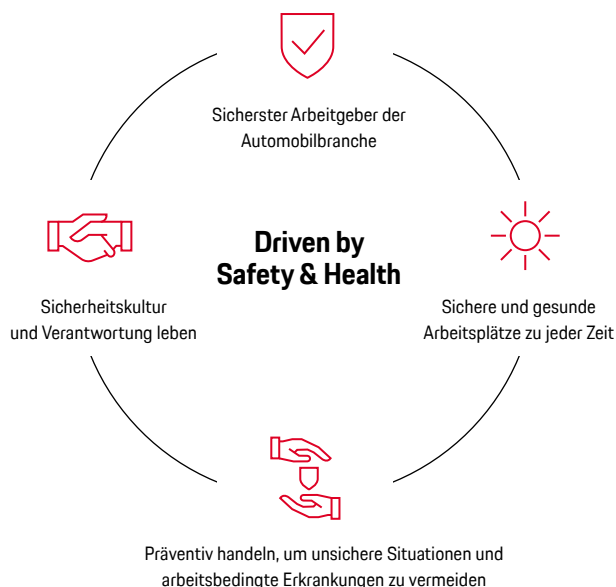 Sicherster Arbeitgeber der
Automobilbranche
Driven by
Safety & Health
Sicherheitskultur
und Verantwortung leben
Sichere und gesunde
Arbeitsplätze zu jeder Zeit
Präventiv handeln, um unsichere Situationen und
arbeitsbedingte Erkrankungen zu vermeiden